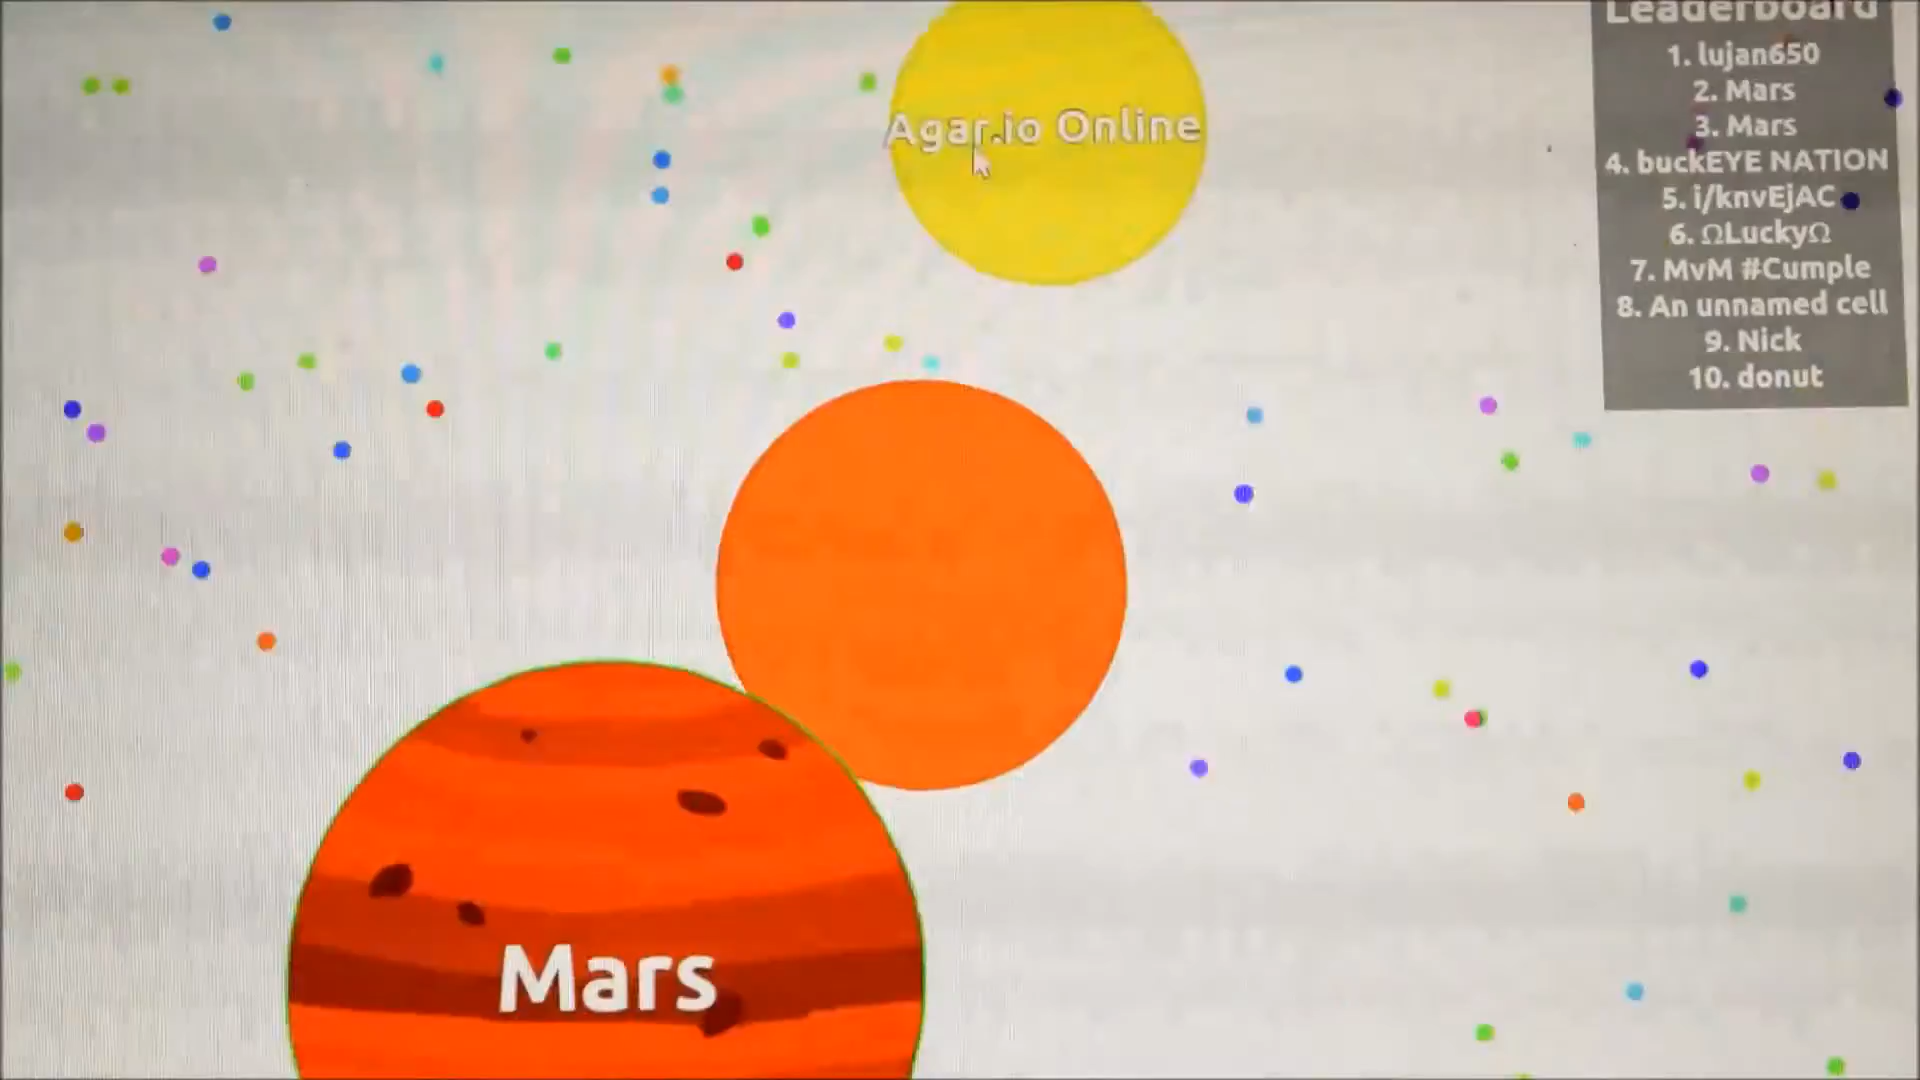 Leaderboard
1. lujan650
2. Mars
3. Mars
4. buckEYE NATION
5. i/knvEjAC
6. ΩLuckyΩ
7. MvM #Cumple
8. An unnamed cell
9. Nick
10. donut
Agar.io Online
Mars